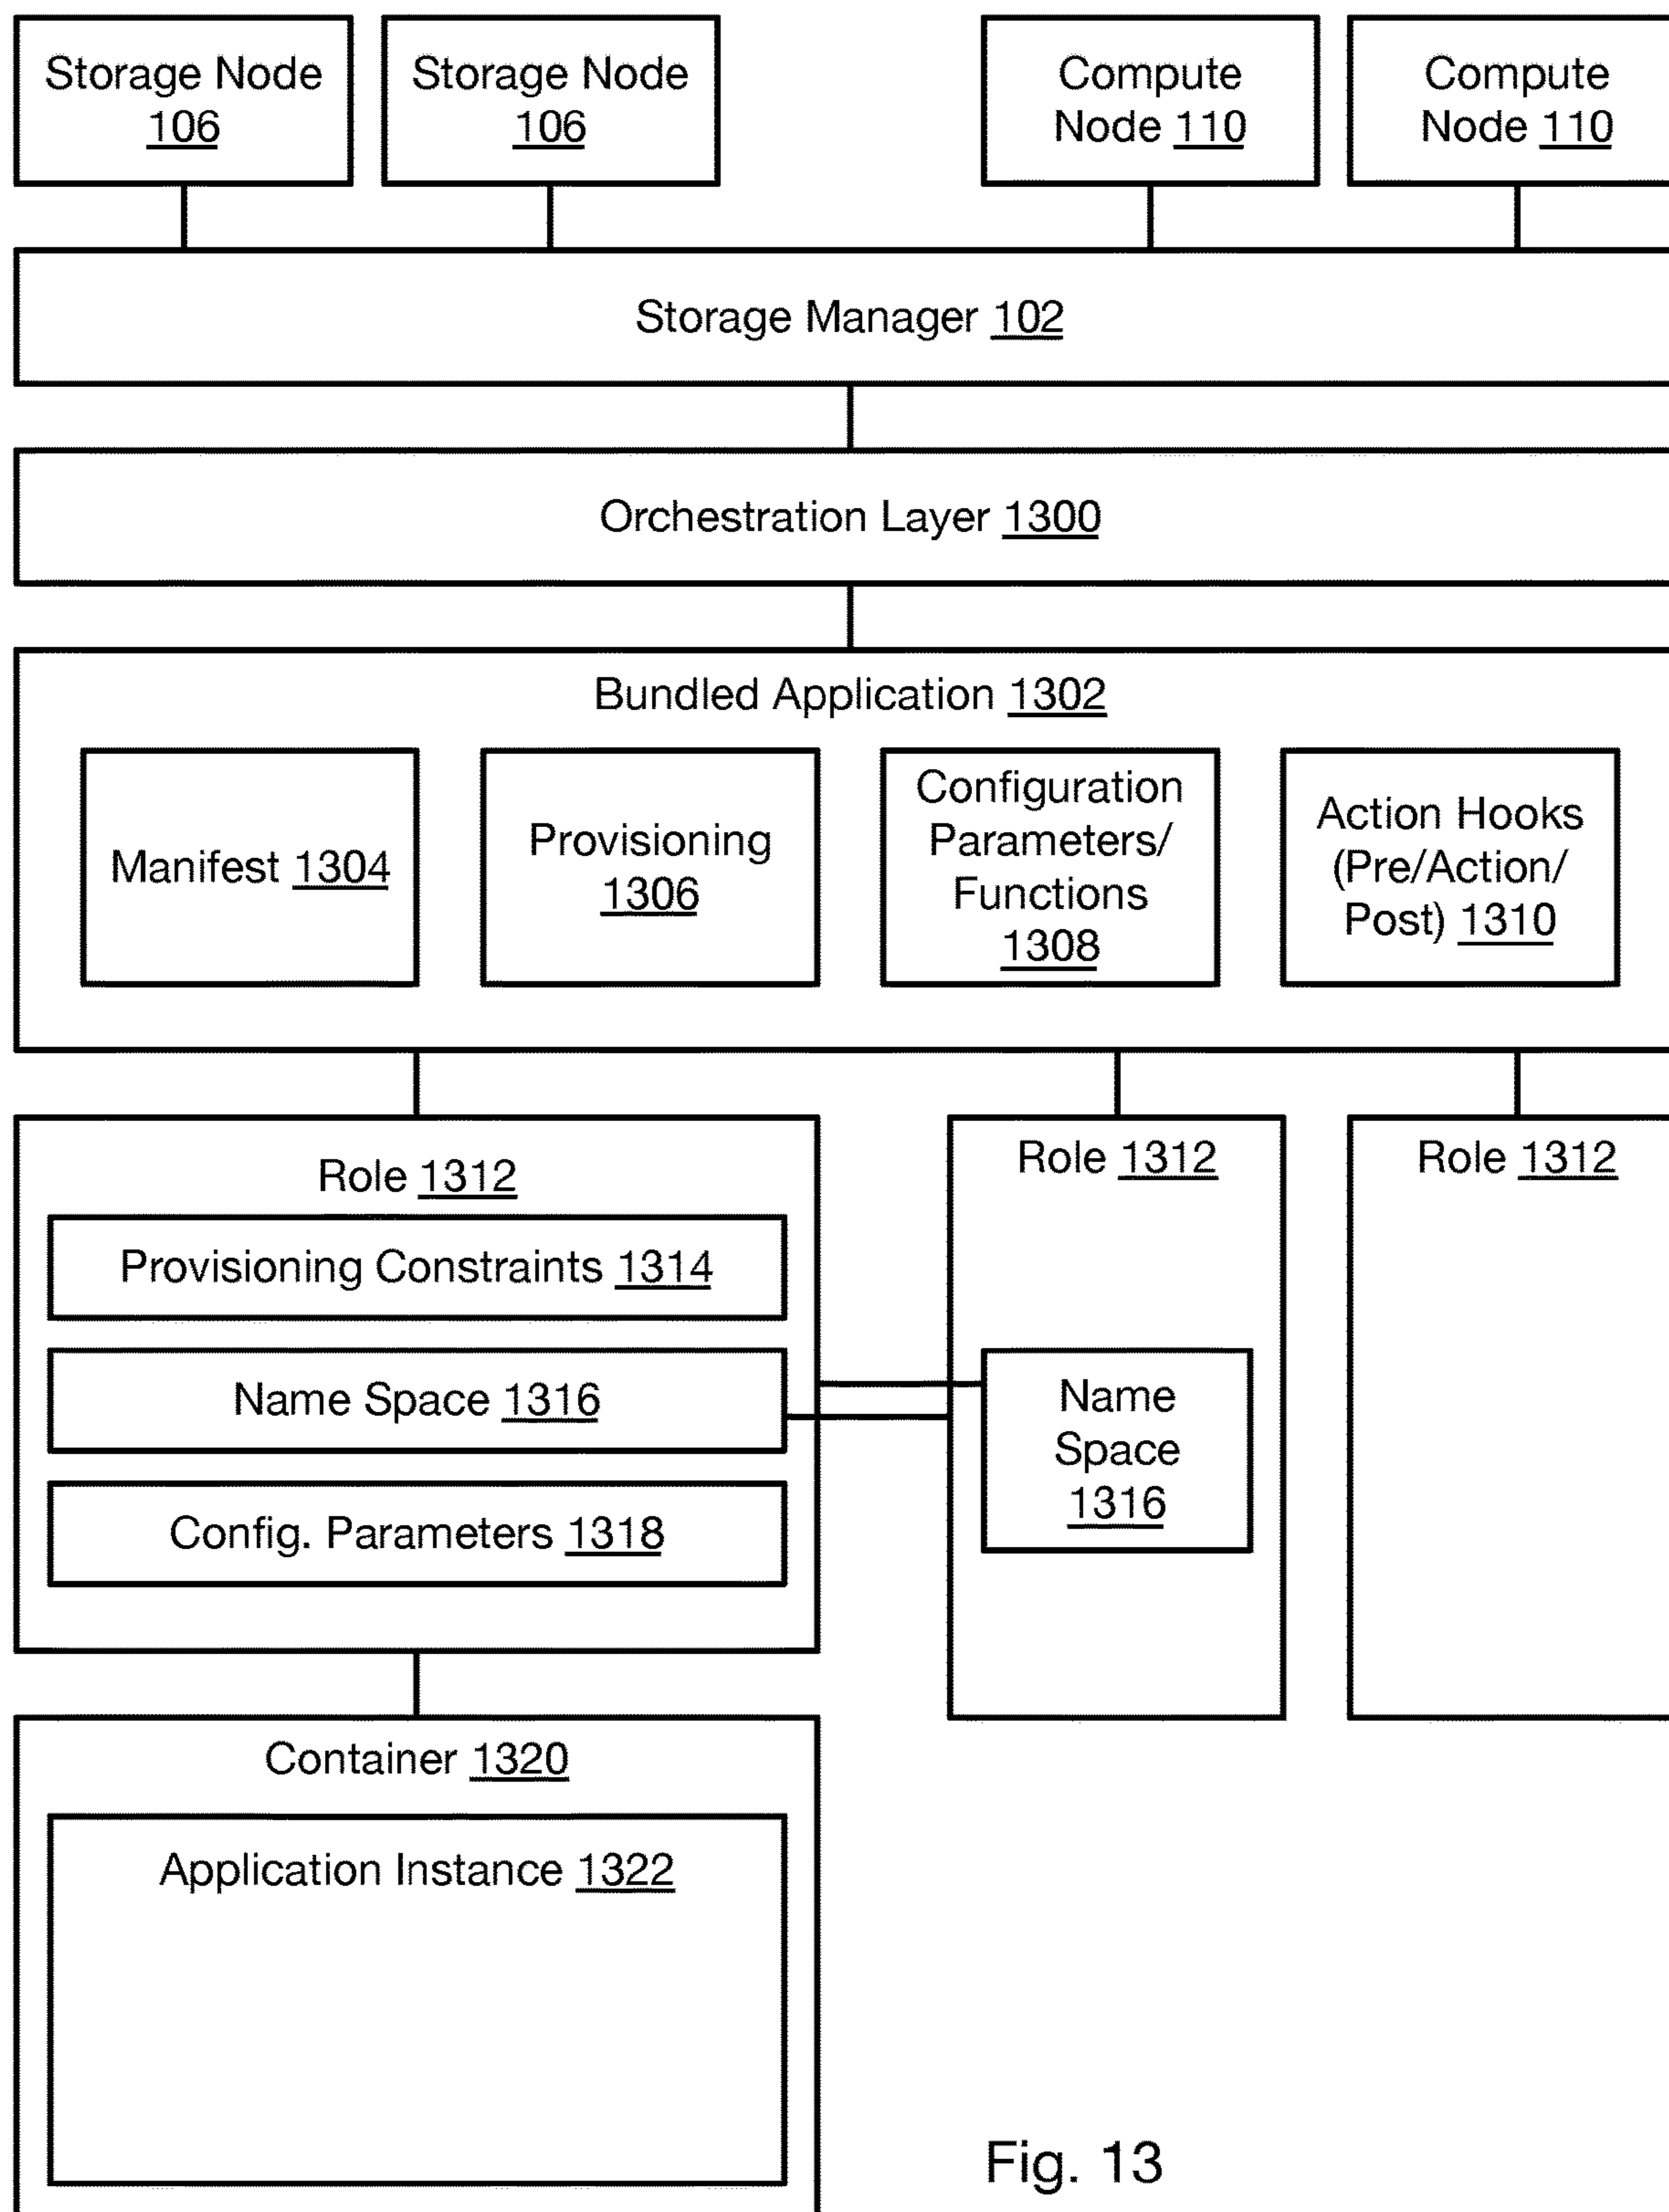 Storage Node
106
Storage Node
106
Compute
Node 110
Compute
Node 110
Storage Manager 102
Orchestration Layer 1300
Bundled Application 1302
Manifest 1304
Provisioning
1306
Configuration
Parameters/
Functions
1308
Action Hooks
(Pre/Action/
Post) 1310
Role 1312
Provisioning Constraints 1314
Name Space 1316
Config. Parameters 1318
Role 1312
Name
Space
1316
Role 1312
Container 1320
Application Instance 1322
Fig. 13